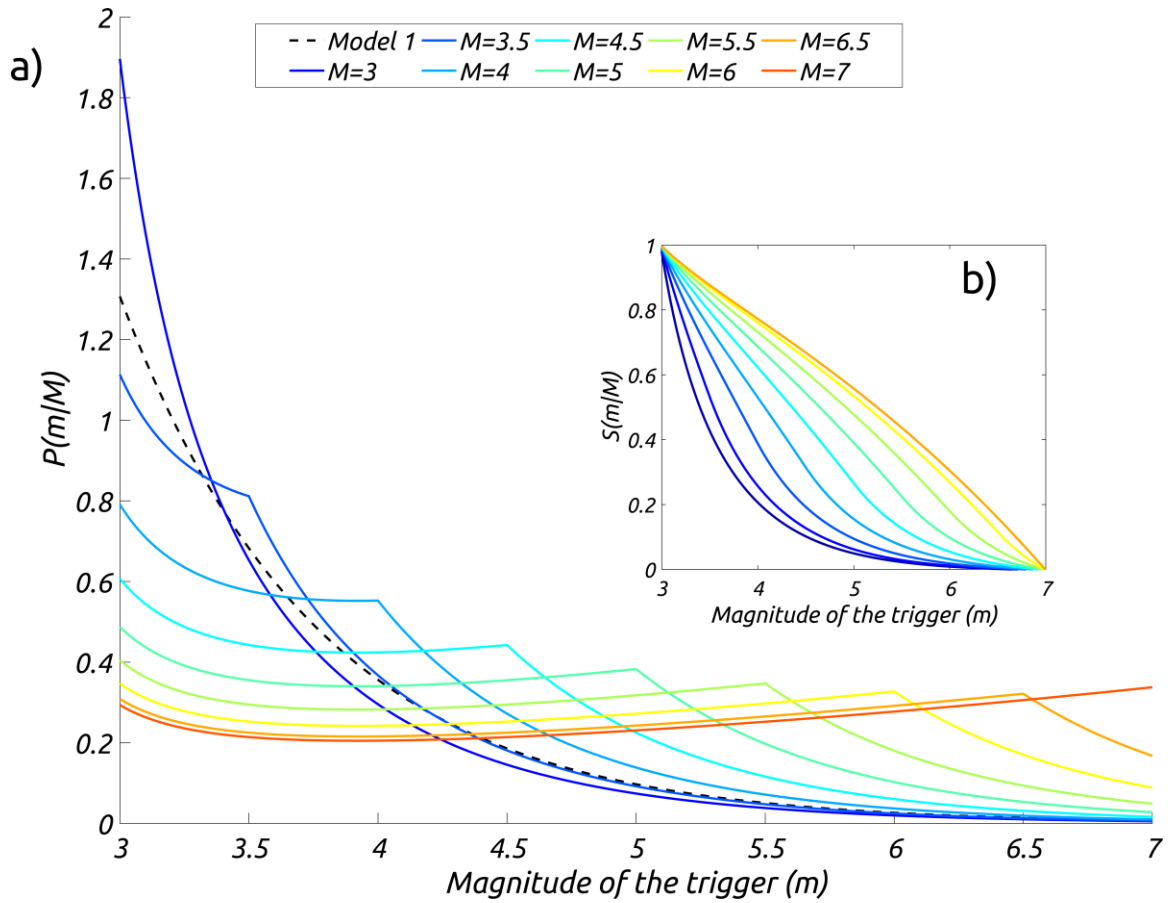 a)
Model 1 M=3.5 M=4.5 M=5.5 M=6.5
M=3 M=4 M=5 M=6 M=7
P(m|M)
2
1.8
1.6
1.4
1.2
1
0.8
0.6
0.4
0.2
0
3 3.5 4 4.5 5 5.5 6 6.5 7
Magnitude of the trigger (m)
b)
S(m|M)
1
0.8
0.6
0.4
0.2
0
3 4 5 6 7
Magnitude of the trigger (m)